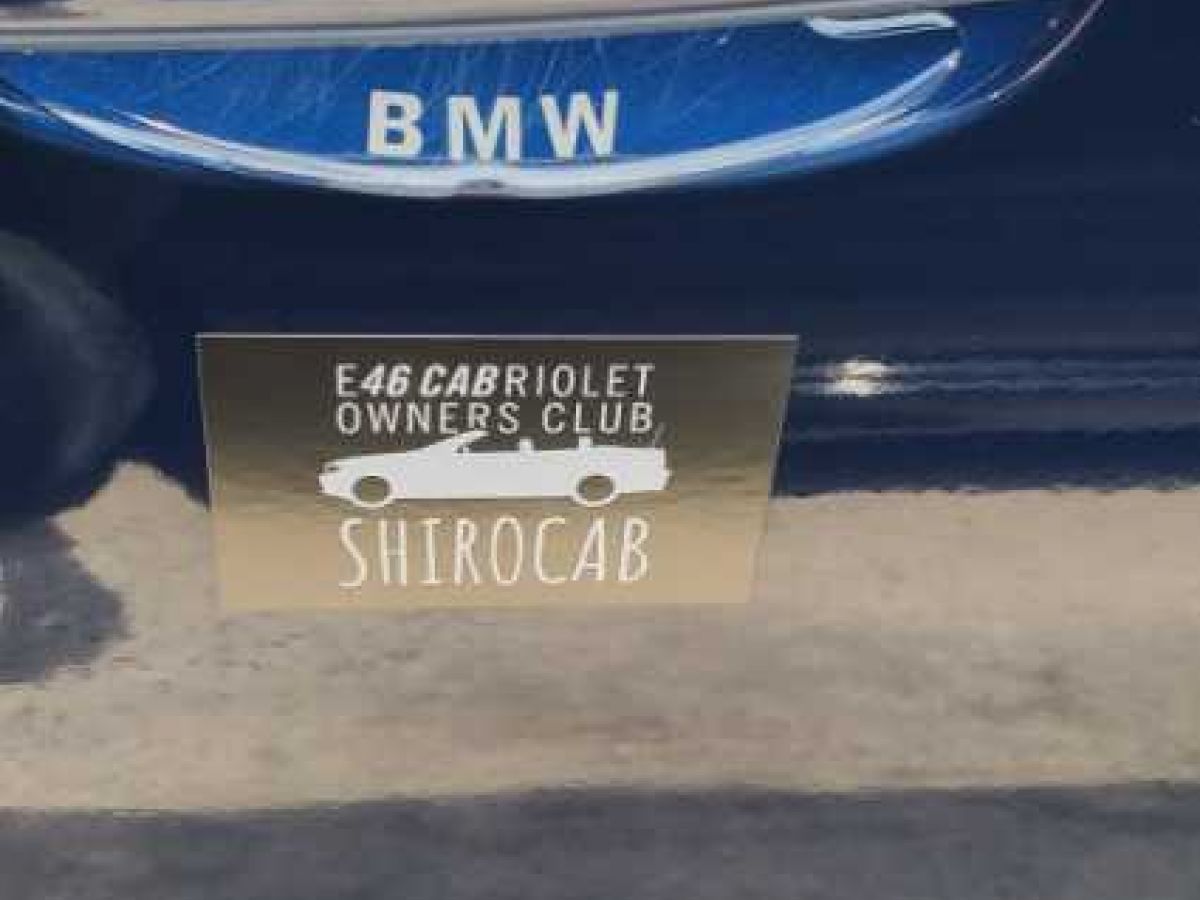 BMW
E46 CABRIOLET
OWNERS CLUB
SHIROCAB